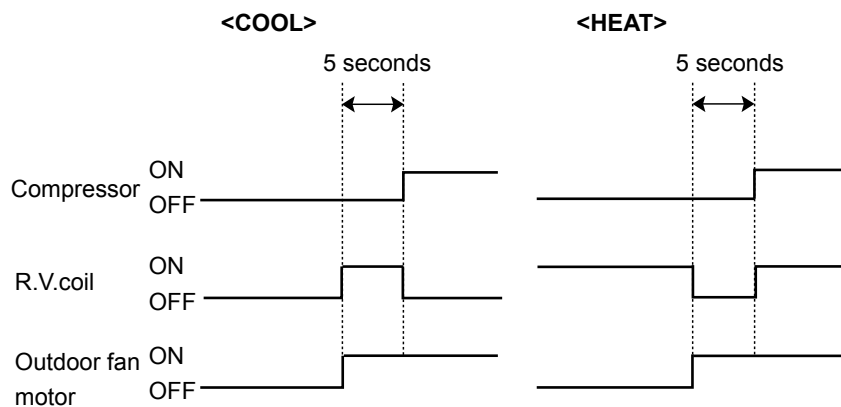 <COOL>
<HEAT>
5 seconds
5 seconds
Compressor
ON
OFF
R.V.coil
ON
OFF
Outdoor fan
motor
ON
OFF